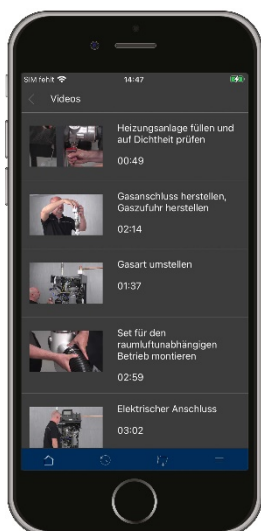 SIM fehlt 14:47
Videos
Heizungsanlage füllen und
auf Dichtheit prüfen
00:49
Gasanschluss herstellen,
Gaszufuhr herstellen
02:14
Gasart umstellen
01:37
Set für den
raumluftunabhängigen
Betrieb montieren
02:59
Elektrischer Anschluss
03:02